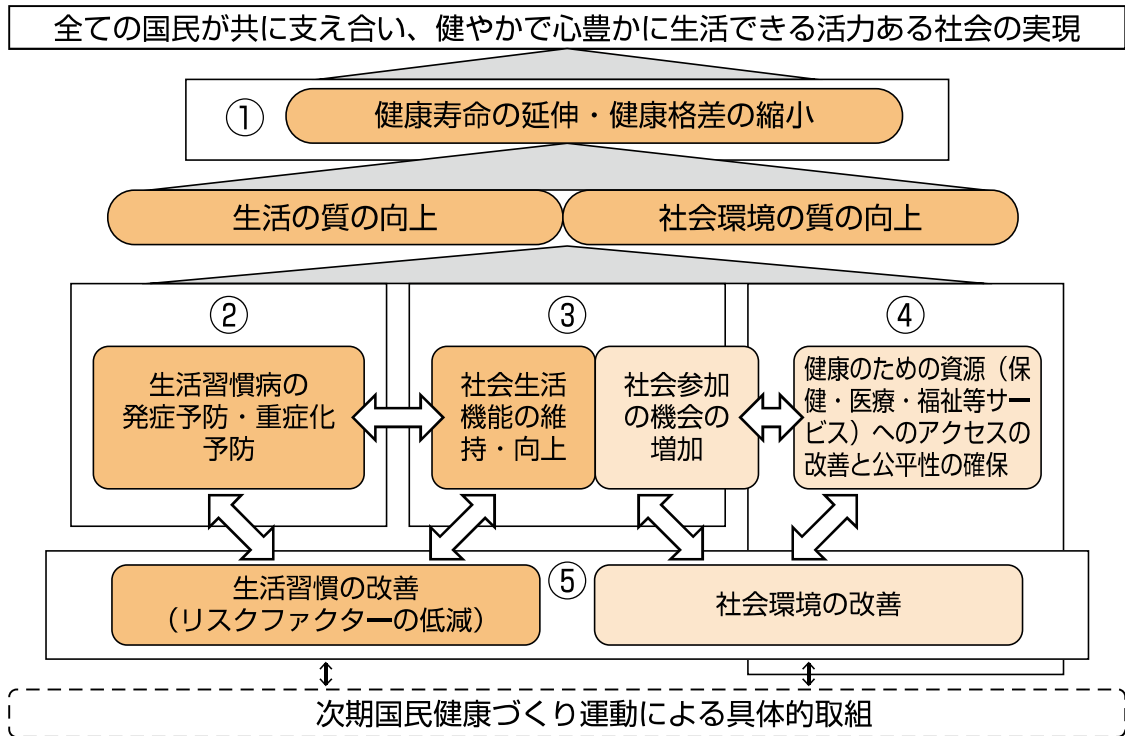 全ての国民が共に支え合い、健やかで心豊かに生活できる活力ある社会の実現
①
健康寿命の延伸・健康格差の縮小
生活の質の向上
社会環境の質の向上
②
生活習慣病の
発症予防・重症化
予防
③
社会生活
機能の維
持・向上
社会参加
の機会の
増加
④
健康のための資源（保
健・医療・福祉等サー
ビス）へのアクセスの
改善と公平性の確保
⑤
生活習慣の改善
（リスクファクターの低減）
社会環境の改善
次期国民健康づくり運動による具体的取組